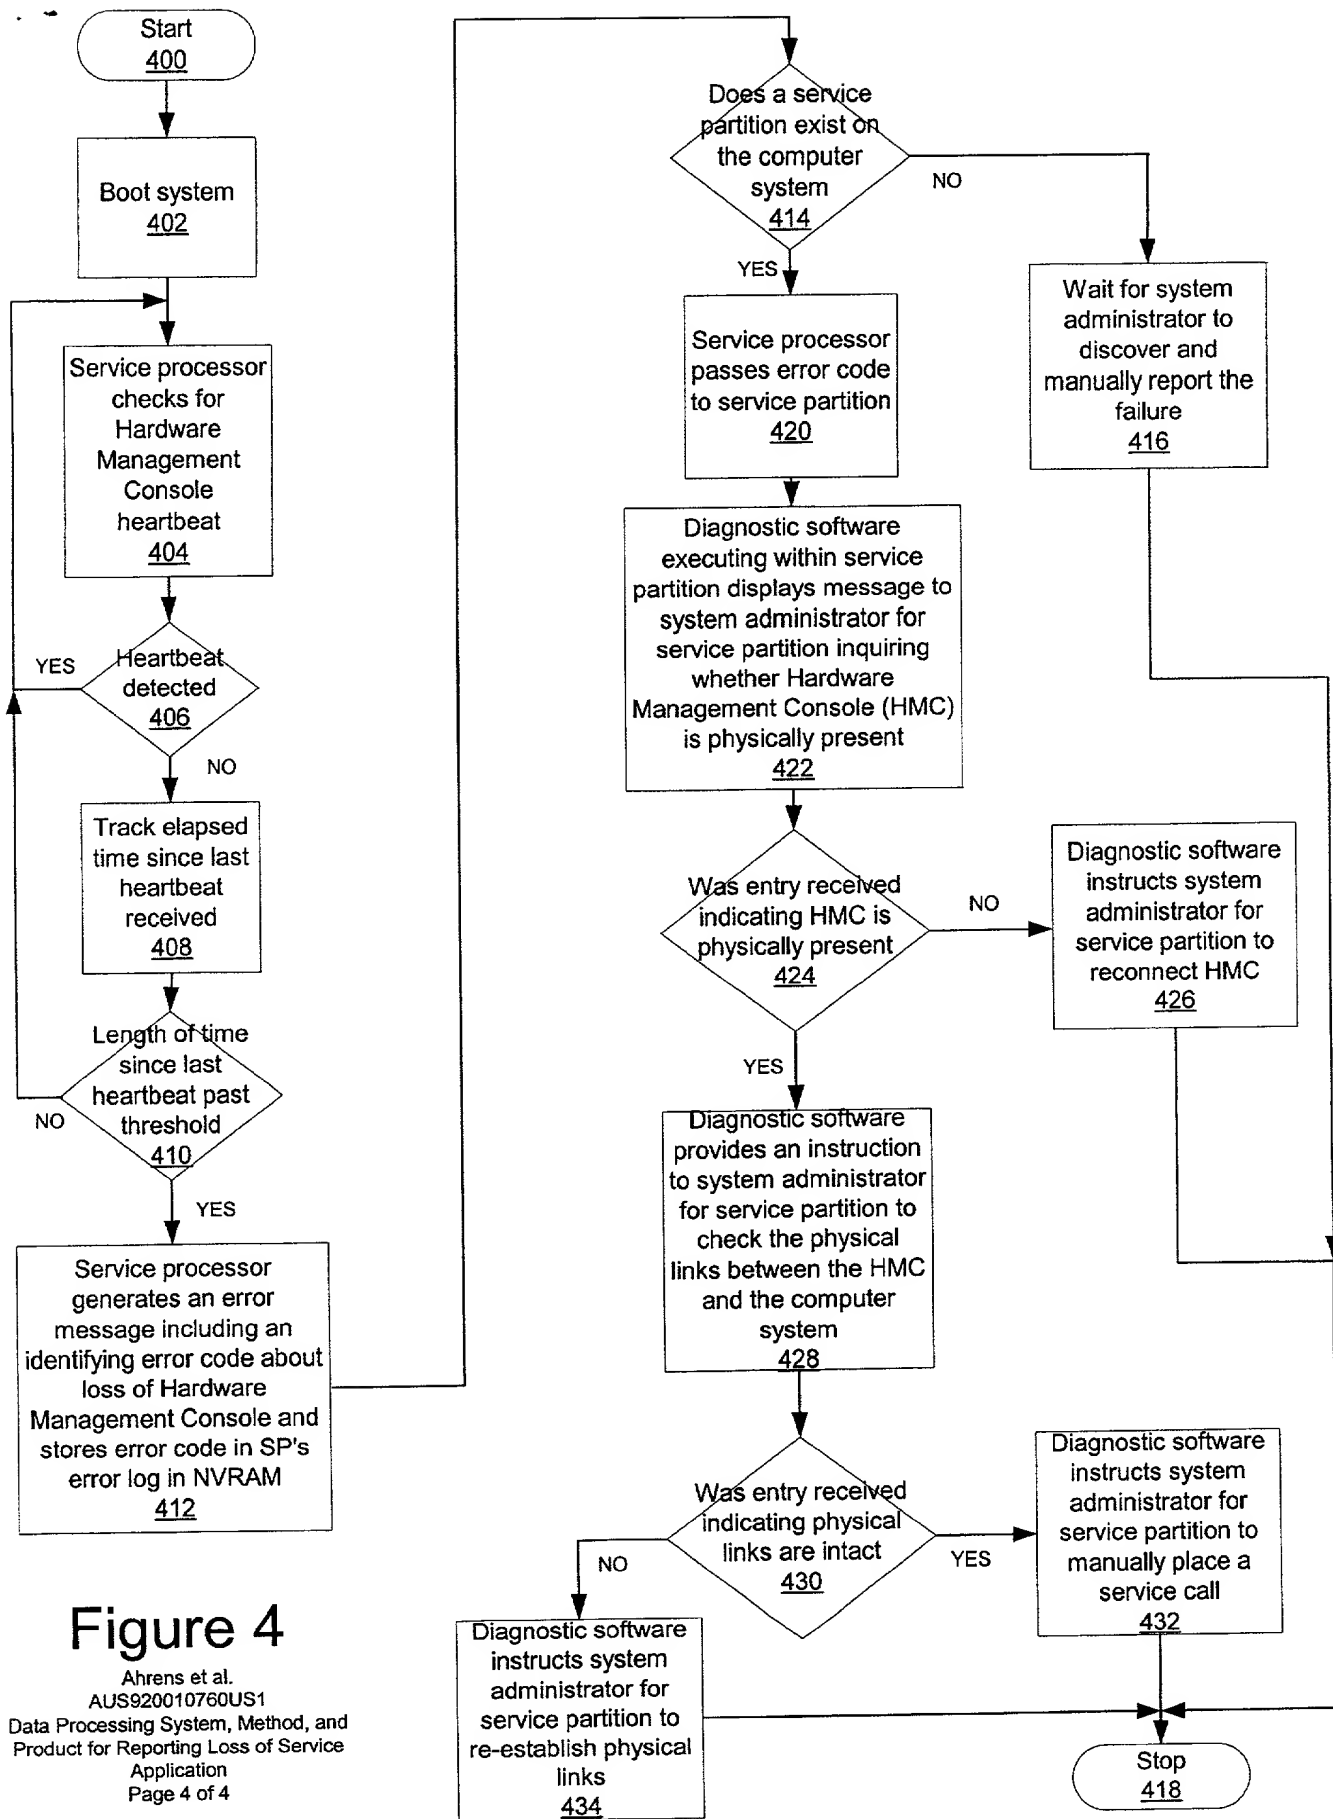 Start
400
Boot system
402
Service processor
checks for
Hardware
Management
Console
heartbeat
404
YES
Heartbeat
detected
406
NO
Track elapsed
time since last
heartbeat
received
408
Length of time
since last
heartbeat past
threshold
410
NO
YES
Service processor
generates an error
message including an
identifying error code about
loss of Hardware
Management Console and
stores error code in SP's
error log in NVRAM
412
Does a service
partition exist on
the computer
system
414
NO
YES
Wait for system
administrator to
discover and
manually report the
failure
416
Service processor
passes error code
to service partition
420
Diagnostic software
executing within service
partition displays message to
system administrator for
service partition inquiring
whether Hardware
Management Console (HMC)
is physically present
422
Was entry received
indicating HMC is
physically present
424
NO
Diagnostic software
instructs system
administrator for
service partition to
reconnect HMC
426
YES
Diagnostic software
provides an instruction
to system administrator
for service partition to
check the physical
links between the HMC
and the computer
system
428
Was entry received
indicating physical
links are intact
430
NO
YES
Diagnostic software
instructs system
administrator for
service partition to
manually place a
service call
432
Diagnostic software
instructs system
administrator for
service partition to
re-establish physical
links
434
Stop
418
Figure 4
Ahrens et al.
AUS920010760US1
Data Processing System, Method, and
Product for Reporting Loss of Service
Application
Page 4 of 4